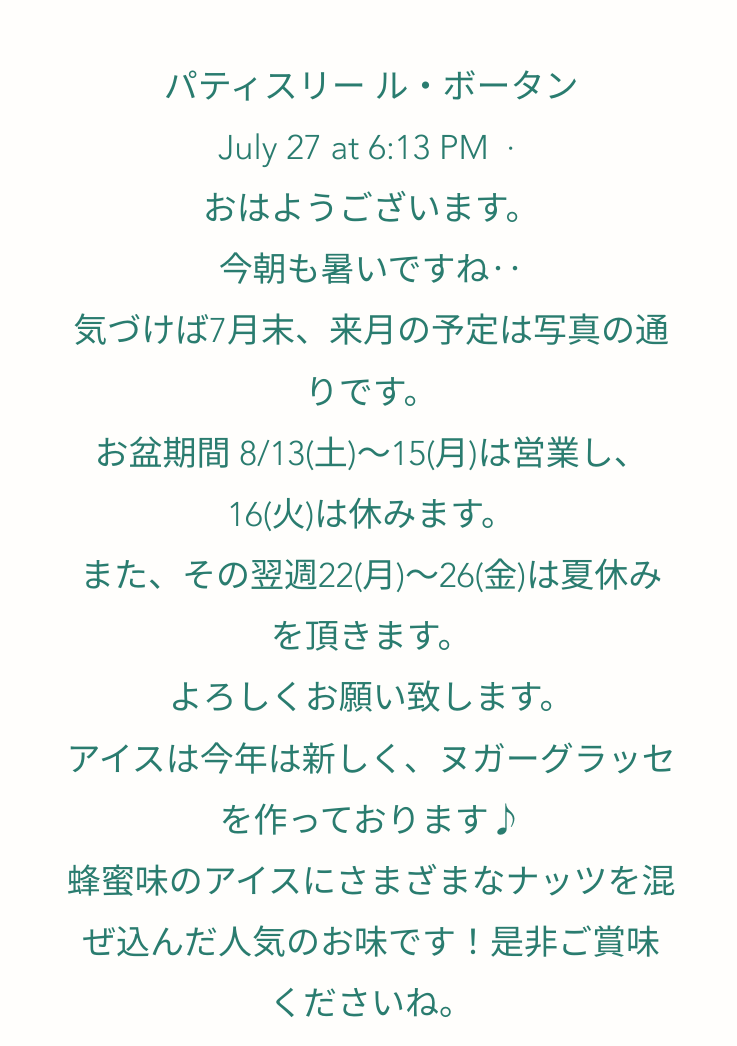 パティスリー ル・ボータン
July 27 at 6:13 PM ·
おはようございます。
今朝も暑いですね‥
気づけば7月末、来月の予定は写真の通
りです。
お盆期間 8/13(土)〜15(月)は営業し、
16(火)は休みます。
また、その翌週22(月)〜26(金)は夏休み
を頂きます。
よろしくお願い致します。
アイスは今年は新しく、ヌガーグラッセ
を作っております♪
蜂蜜味のアイスにさまざまなナッツを混
ぜ込んだ人気のお味です！是非ご賞味
くださいね。